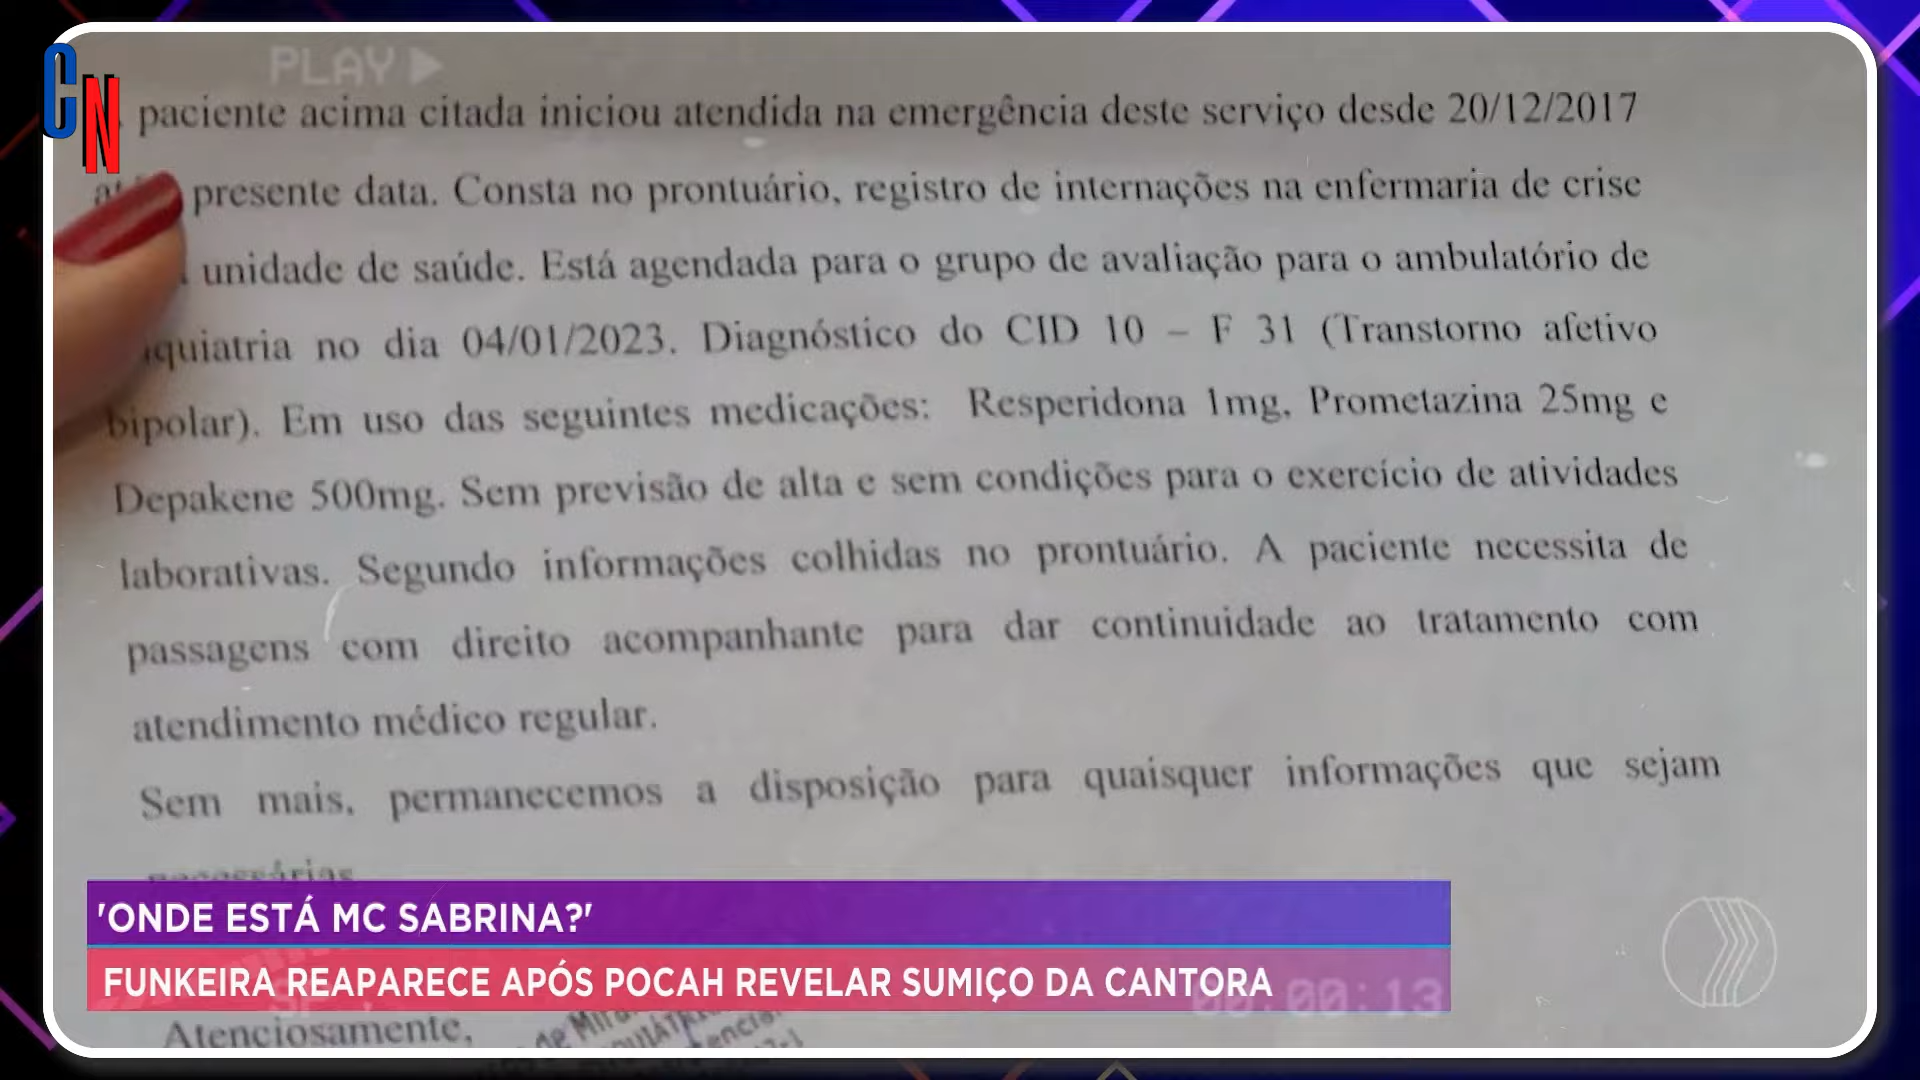 CN
PLAY
paciente acima citada iniciou atendida na emergência deste serviço desde 20/12/2017
presente data. Consta no prontuário, registro de internações na enfermaria de crise
unidade de saúde. Está agendada para o grupo de avaliação para o ambulatório de
quiatria no dia 04/01/2023. Diagnóstico do CID 10 – F 31 (Transtorno afetivo
bipolar). Em uso das seguintes medicações: Resperidona 1mg, Prometazina 25mg e
Depakene 500mg. Sem previsão de alta e sem condições para o exercício de atividades
laborativas. Segundo informações colhidas no prontuário. A paciente necessita de
passagens com direito acompanhante para dar continuidade ao tratamento com
atendimento médico regular.
Sem mais, permanecemos a disposição para quaisquer informações que sejam
necessárias
'ONDE ESTÁ MC SABRINA?'
FUNKEIRA REAPARECE APÓS POCAH REVELAR SUMIÇO DA CANTORA
00:00:13
Atenciosamente,